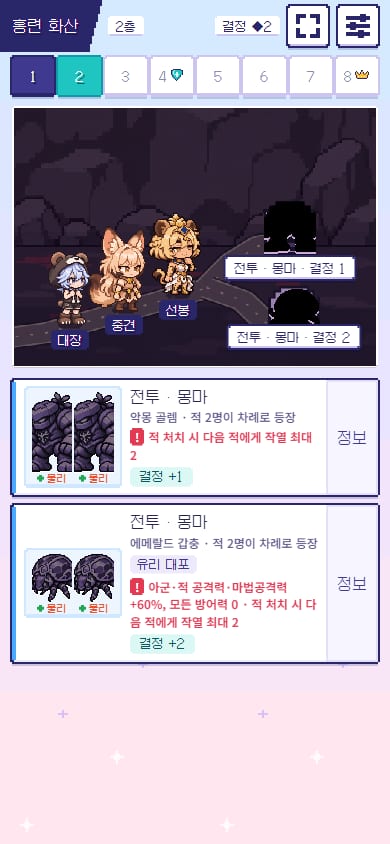 홍련 화산
2층
결정 ◆2
1 2 3 4 5 6 7 8
전투 · 몽마 · 결정 1
선봉
중견
대장
전투 · 몽마 · 결정 2
전투 · 몽마
악몽 골렘 · 적 2명이 차례로 등장
! 적 처치 시 다음 적에게 작열 최대
2
결정 +1
물리 물리
정보
전투 · 몽마
에메랄드 갑충 · 적 2명이 차례로 등장
유리 대포
! 아군·적 공격력·마법공격력
+60%, 모든 방어력 0 · 적 처치 시 다
음 적에게 작열 최대 2
결정 +2
물리 물리
정보